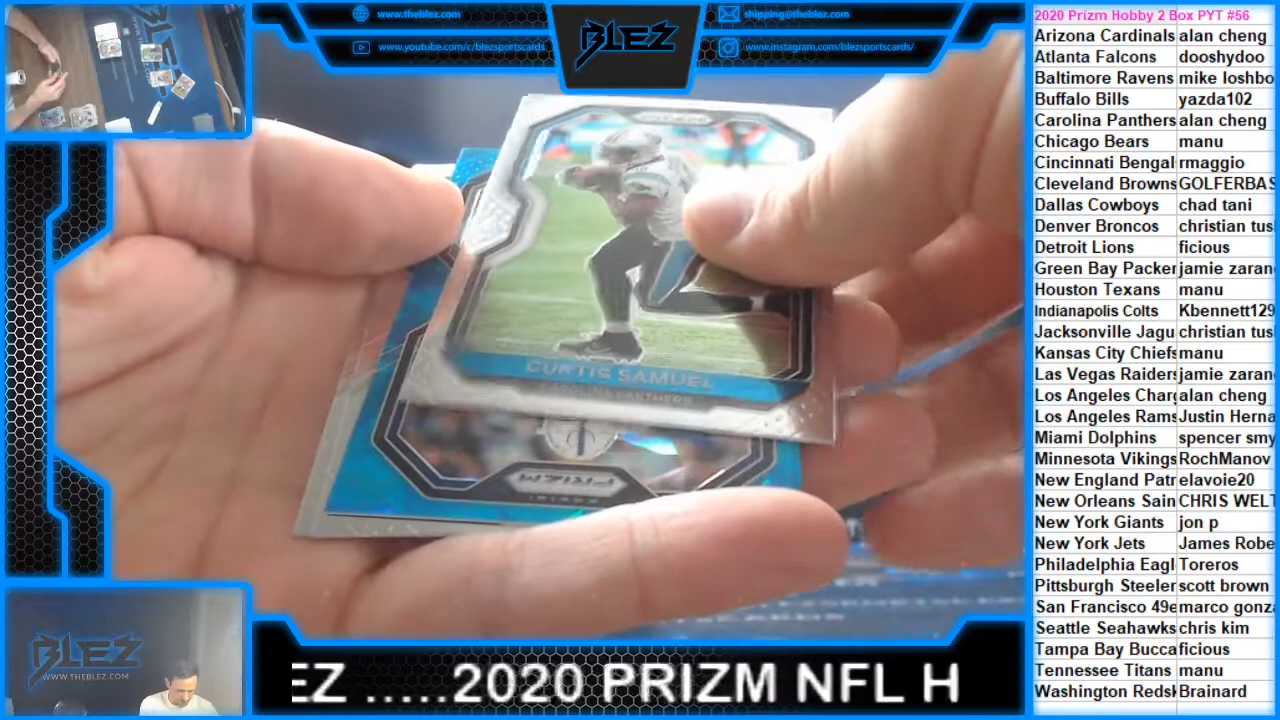 www.theblez.com
shipping@theblez.com
www.youtube.com/c/blezsportscards
www.instagram.com/blezsportscards/
BLEZ
PRIZM
CURTIS SAMUEL
CAROLINA PANTHERS
PRIZM
BLEZ
WWW.THEBLEZ.COM
EZ .....2020 PRIZM NFL H
2020 Prizm Hobby 2 Box PYT #56
Arizona Cardinals alan cheng
Atlanta Falcons dooshydoo
Baltimore Ravens mike loshbo
Buffalo Bills yazda102
Carolina Panthers alan cheng
Chicago Bears manu
Cincinnati Bengal rmaggio
Cleveland Browns GOLFERBAS
Dallas Cowboys chad tani
Denver Broncos christian tus
Detroit Lions ficious
Green Bay Packer jamie zaran
Houston Texans manu
Indianapolis Colts Kbennett129
Jacksonville Jagu christian tus
Kansas City Chiefs manu
Las Vegas Raiders jamie zaran
Los Angeles Charg alan cheng
Los Angeles Rams Justin Herna
Miami Dolphins spencer smy
Minnesota Vikings RochManov
New England Patr elavoie20
New Orleans Sain CHRIS WELT
New York Giants jon p
New York Jets James Robe
Philadelphia Eagl Toreros
Pittsburgh Steeler scott brown
San Francisco 49e marco gonza
Seattle Seahawks chris kim
Tampa Bay Bucca ficious
Tennessee Titans manu
Washington Redsk Brainard